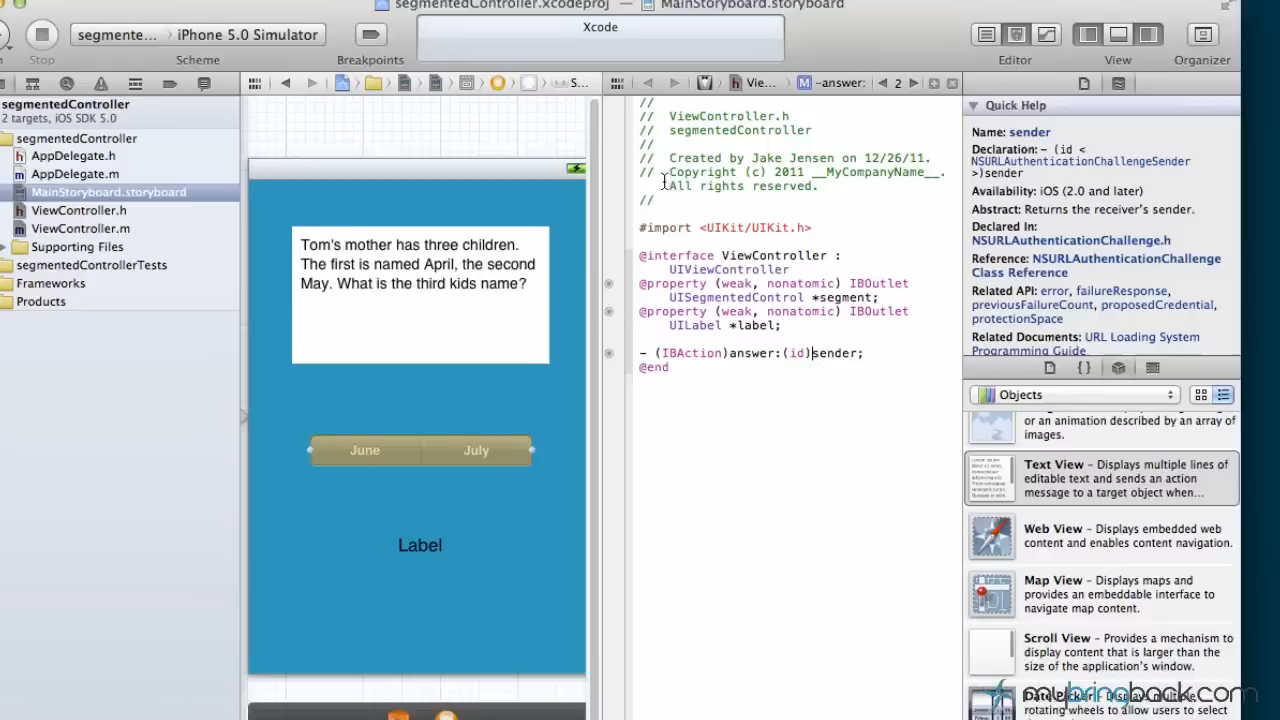 segmentedController.xcodeproj — MainStoryboard.storyboard
Xcode
segmente... iPhone 5.0 Simulator
Stop Scheme Breakpoints Editor View Organizer
S... Vie... M -answer: 2
segmentedController
2 targets, iOS SDK 5.0
segmentedController
h AppDelegate.h
m AppDelegate.m
MainStoryboard.storyboard
h ViewController.h
m ViewController.m
Supporting Files
segmentedControllerTests
Frameworks
Products
Tom's mother has three children.
The first is named April, the second
May. What is the third kids name?
June July
Label
//
// ViewController.h
// segmentedController
//
// Created by Jake Jensen on 12/26/11.
// Copyright (c) 2011 __MyCompanyName__.
All rights reserved.
//
#import <UIKit/UIKit.h>
@interface ViewController :
UIViewController
@property (weak, nonatomic) IBOutlet
UISegmentedControl *segment;
@property (weak, nonatomic) IBOutlet
UILabel *label;
- (IBAction)answer:(id)sender;
@end
Quick Help
Name: sender
Declaration: - (id <
NSURLAuthenticationChallengeSender
>)sender
Availability: iOS (2.0 and later)
Abstract: Returns the receiver's sender.
Declared In:
NSURLAuthenticationChallenge.h
Reference: NSURLAuthenticationChallenge
Class Reference
Related API: error, failureResponse,
previousFailureCount, proposedCredential,
protectionSpace
Related Documents: URL Loading System
Programming Guide
{ }
Objects
or an animation described by an array of
images.
Text View - Displays multiple lines of
editable text and sends an action
message to a target object when...
Web View - Displays embedded web
content and enables content navigation.
Map View - Displays maps and
provides an embeddable interface to
navigate map content.
Scroll View - Provides a mechanism to
display content that is larger than the
size of the application's window.
Date Picker - Displays multiple
rotating wheels to allow users to select
mybringback.com